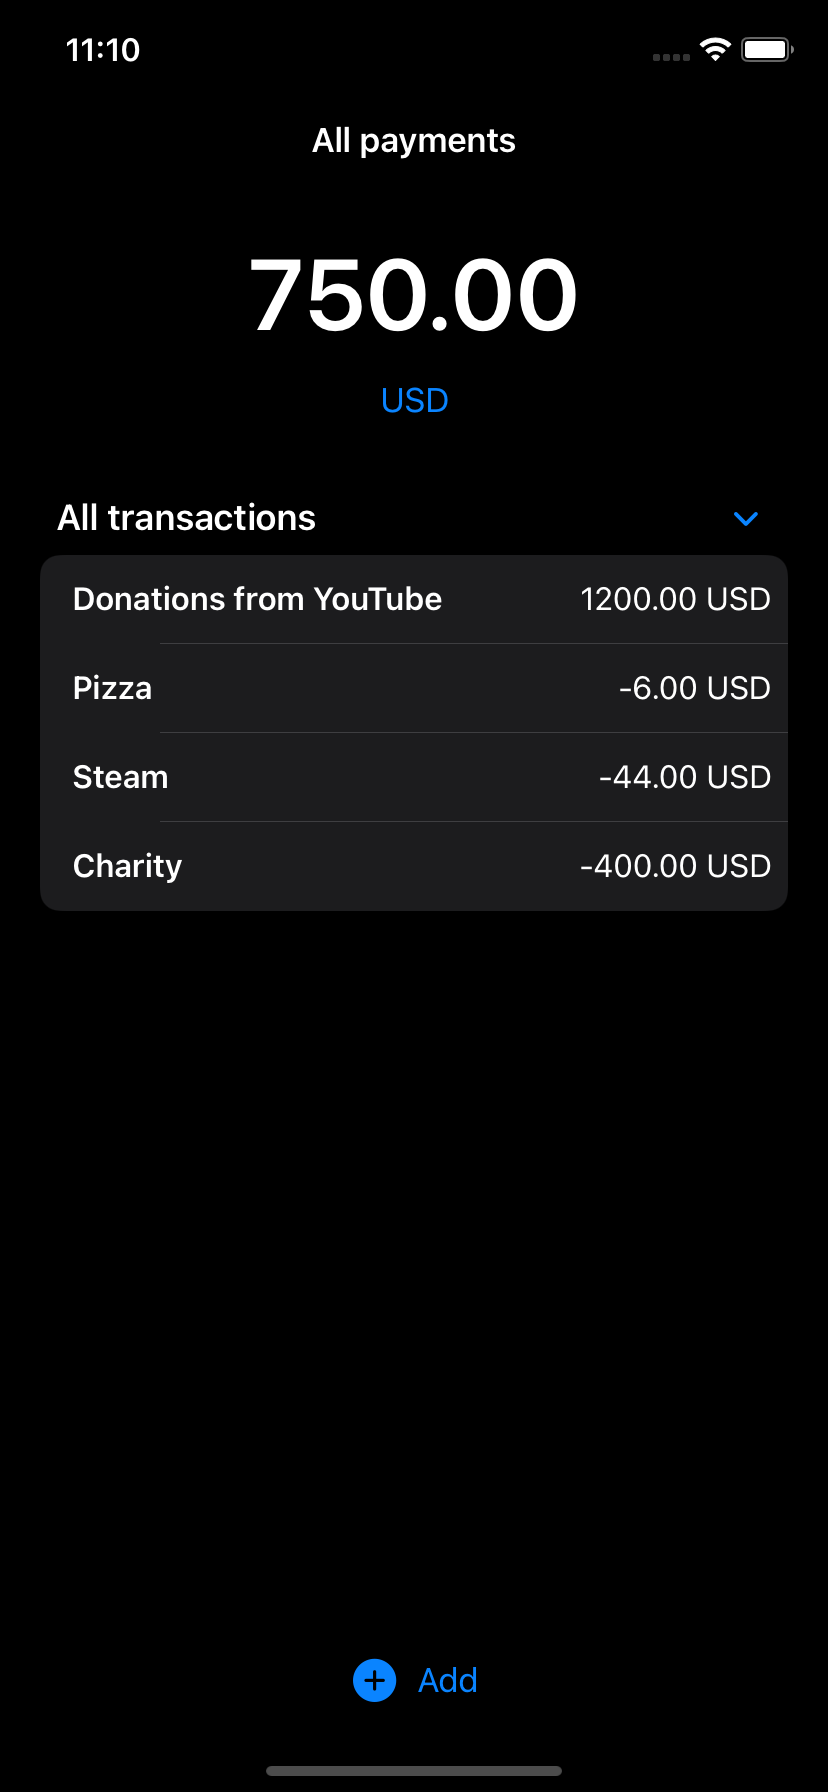 11:10
All payments
750.00
USD
All transactions
Donations from YouTube 1200.00 USD
Pizza -6.00 USD
Steam -44.00 USD
Charity -400.00 USD
Add